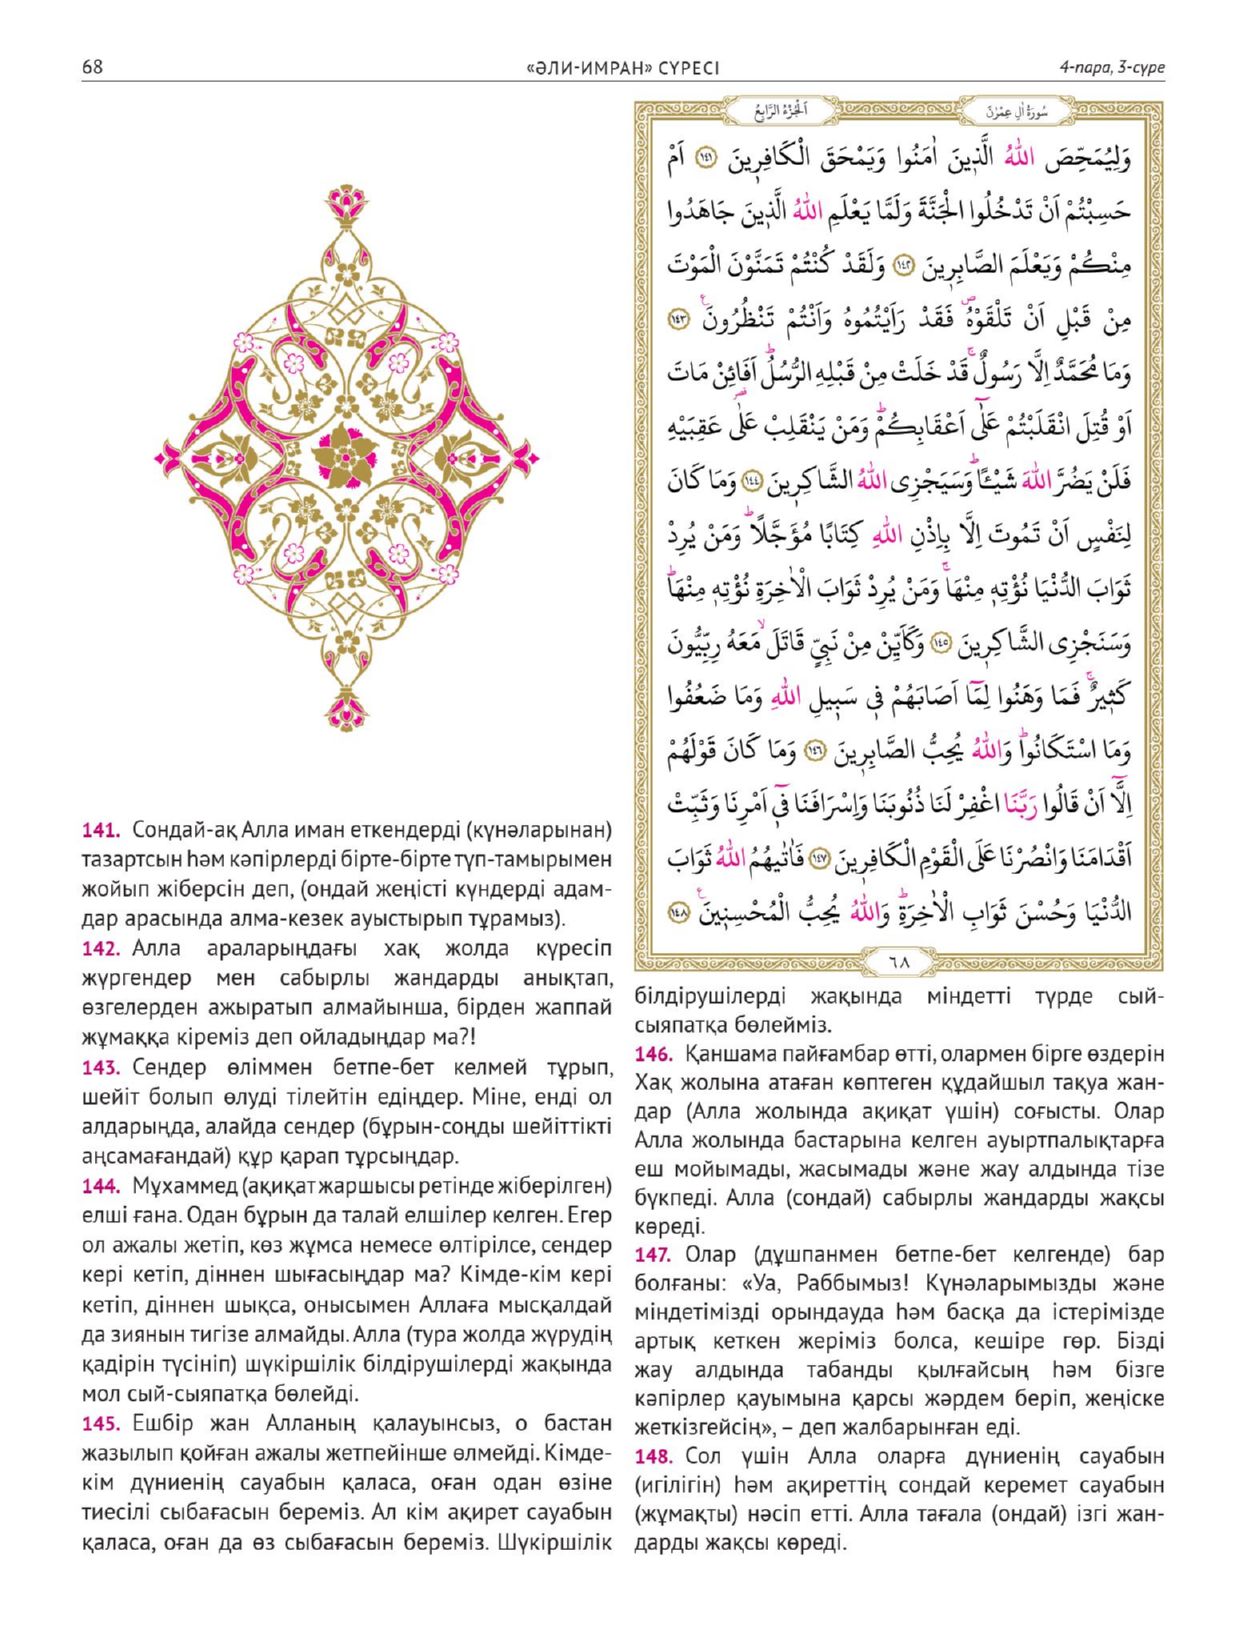 68
«ӘЛИ-ИМРАН» СҮРЕСІ
4-пара, 3-сүре
اَلْجُزْءُ الرَّابِعُ
سُورَةُ اٰلِ عِمْرٰنَ
وَلِيُمَحِّصَ اللّٰهُ الَّذ۪ينَ اٰمَنُوا وَيَمْحَقَ الْكَافِر۪ينَ ﴿١٤١﴾ اَمْ
حَسِبْتُمْ اَنْ تَدْخُلُوا الْجَنَّةَ وَلَمَّا يَعْلَمِ اللّٰهُ الَّذ۪ينَ جَاهَدُوا
مِنْكُمْ وَيَعْلَمَ الصَّابِر۪ينَ ﴿١٤٢﴾ وَلَقَدْ كُنْتُمْ تَمَنَّوْنَ الْمَوْتَ
مِنْ قَبْلِ اَنْ تَلْقَوْهُۖ فَقَدْ رَاَيْتُمُوهُ وَاَنْتُمْ تَنْظُرُونَ۟ ﴿١٤٣﴾
وَمَا مُحَمَّدٌ اِلَّا رَسُولٌۚ قَدْ خَلَتْ مِنْ قَبْلِهِ الرُّسُلُۜ اَفَائِنْ مَاتَ
اَوْ قُتِلَ انْقَلَبْتُمْ عَلٰٓى اَعْقَابِكُمْۜ وَمَنْ يَنْقَلِبْ عَلٰى عَقِبَيْهِ
فَلَنْ يَضُرَّ اللّٰهَ شَيْـًٔاۜ وَسَيَجْزِى اللّٰهُ الشَّاكِر۪ينَ ﴿١٤٤﴾ وَمَا كَانَ
لِنَفْسٍ اَنْ تَمُوتَ اِلَّا بِاِذْنِ اللّٰهِ كِتَابًا مُؤَجَّلًاۜ وَمَنْ يُرِدْ
ثَوَابَ الدُّنْيَا نُؤْتِه۪ مِنْهَاۚ وَمَنْ يُرِدْ ثَوَابَ الْاٰخِرَةِ نُؤْتِه۪ مِنْهَاۜ
وَسَنَجْزِى الشَّاكِر۪ينَ ﴿١٤٥﴾ وَكَاَيِّنْ مِنْ نَبِيٍّ قَاتَلَۙ مَعَهُ رِبِّيُّونَ
كَث۪يرٌۚ فَمَا وَهَنُوا لِمَٓا اَصَابَهُمْ ف۪ي سَب۪يلِ اللّٰهِ وَمَا ضَعُفُوا
وَمَا اسْتَكَانُواۜ وَاللّٰهُ يُحِبُّ الصَّابِر۪ينَ ﴿١٤٦﴾ وَمَا كَانَ قَوْلَهُمْ
اِلَّٓا اَنْ قَالُوا رَبَّنَا اغْفِرْ لَنَا ذُنُوبَنَا وَاِسْرَافَنَا ف۪ٓي اَمْرِنَا وَثَبِّتْ
اَقْدَامَنَا وَانْصُرْنَا عَلَى الْقَوْمِ الْكَافِر۪ينَ ﴿١٤٧﴾ فَاٰتٰيهُمُ اللّٰهُ ثَوَابَ
الدُّنْيَا وَحُسْنَ ثَوَابِ الْاٰخِرَةِۜ وَاللّٰهُ يُحِبُّ الْمُحْسِن۪ينَ۟ ﴿١٤٨﴾
٦٨
141. Сондай-ақ Алла иман еткендерді (күнәларынан)
тазартсын һәм кәпірлерді бірте-бірте түп-тамырымен
жойып жіберсін деп, (ондай жеңісті күндерді адам-
дар арасында алма-кезек ауыстырып тұрамыз).
142. Алла араларыңдағы хақ жолда күресіп
жүргендер мен сабырлы жандарды анықтап,
өзгелерден ажыратып алмайынша, бірден жаппай
жұмаққа кіреміз деп ойладыңдар ма?!
143. Сендер өліммен бетпе-бет келмей тұрып,
шейіт болып өлуді тілейтін едіңдер. Міне, енді ол
алдарыңда, алайда сендер (бұрын-соңды шейіттікті
аңсамағандай) құр қарап тұрсыңдар.
144. Мұхаммед (ақиқат жаршысы ретінде жіберілген)
елші ғана. Одан бұрын да талай елшілер келген. Егер
ол ажалы жетіп, көз жұмса немесе өлтірілсе, сендер
кері кетіп, діннен шығасыңдар ма? Кімде-кім кері
кетіп, діннен шықса, онысымен Аллаға мысқалдай
да зиянын тигізе алмайды. Алла (тура жолда жүрудің
қадірін түсініп) шүкіршілік білдірушілерді жақында
мол сый-сыяпатқа бөлейді.
145. Ешбір жан Алланың қалауынсыз, о бастан
жазылып қойған ажалы жетпейінше өлмейді. Кімде-
кім дүниенің сауабын қаласа, оған одан өзіне
тиесілі сыбағасын береміз. Ал кім ақирет сауабын
қаласа, оған да өз сыбағасын береміз. Шүкіршілік
білдірушілерді жақында міндетті түрде сый-
сыяпатқа бөлейміз.
146. Қаншама пайғамбар өтті, олармен бірге өздерін
Хақ жолына атаған көптеген құдайшыл тақуа жан-
дар (Алла жолында ақиқат үшін) соғысты. Олар
Алла жолында бастарына келген ауыртпалықтарға
еш мойымады, жасымады және жау алдында тізе
бүкпеді. Алла (сондай) сабырлы жандарды жақсы
көреді.
147. Олар (дұшпанмен бетпе-бет келгенде) бар
болғаны: «Уа, Раббымыз! Күнәларымызды және
міндетімізді орындауда һәм басқа да істерімізде
артық кеткен жеріміз болса, кешіре гөр. Бізді
жау алдында табанды қылғайсың һәм бізге
кәпірлер қауымына қарсы жәрдем беріп, жеңіске
жеткізгейсің», – деп жалбарынған еді.
148. Сол үшін Алла оларға дүниенің сауабын
(игілігін) һәм ақиреттің сондай керемет сауабын
(жұмақты) нәсіп етті. Алла тағала (ондай) ізгі жан-
дарды жақсы көреді.